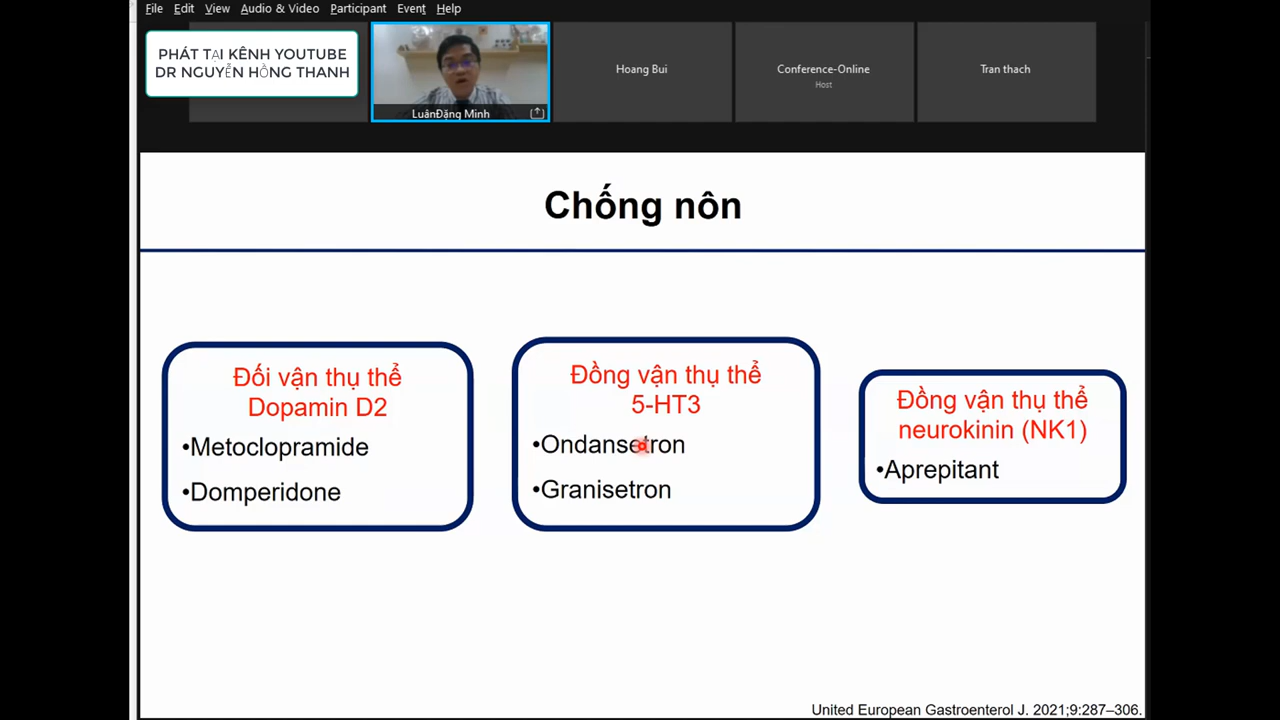 File Edit View Audio & Video Participant Event Help
PHÁT TẠI KÊNH YOUTUBE
DR NGUYỄN HỒNG THANH
LuânĐặng Minh
Hoang Bui
Conference-Online
Host
Tran thach
Chống nôn
Đối vận thụ thể
Dopamin D2
•Metoclopramide
•Domperidone
Đồng vận thụ thể
5-HT3
•Ondansetron
•Granisetron
Đồng vận thụ thể
neurokinin (NK1)
•Aprepitant
United European Gastroenterol J. 2021;9:287–306.